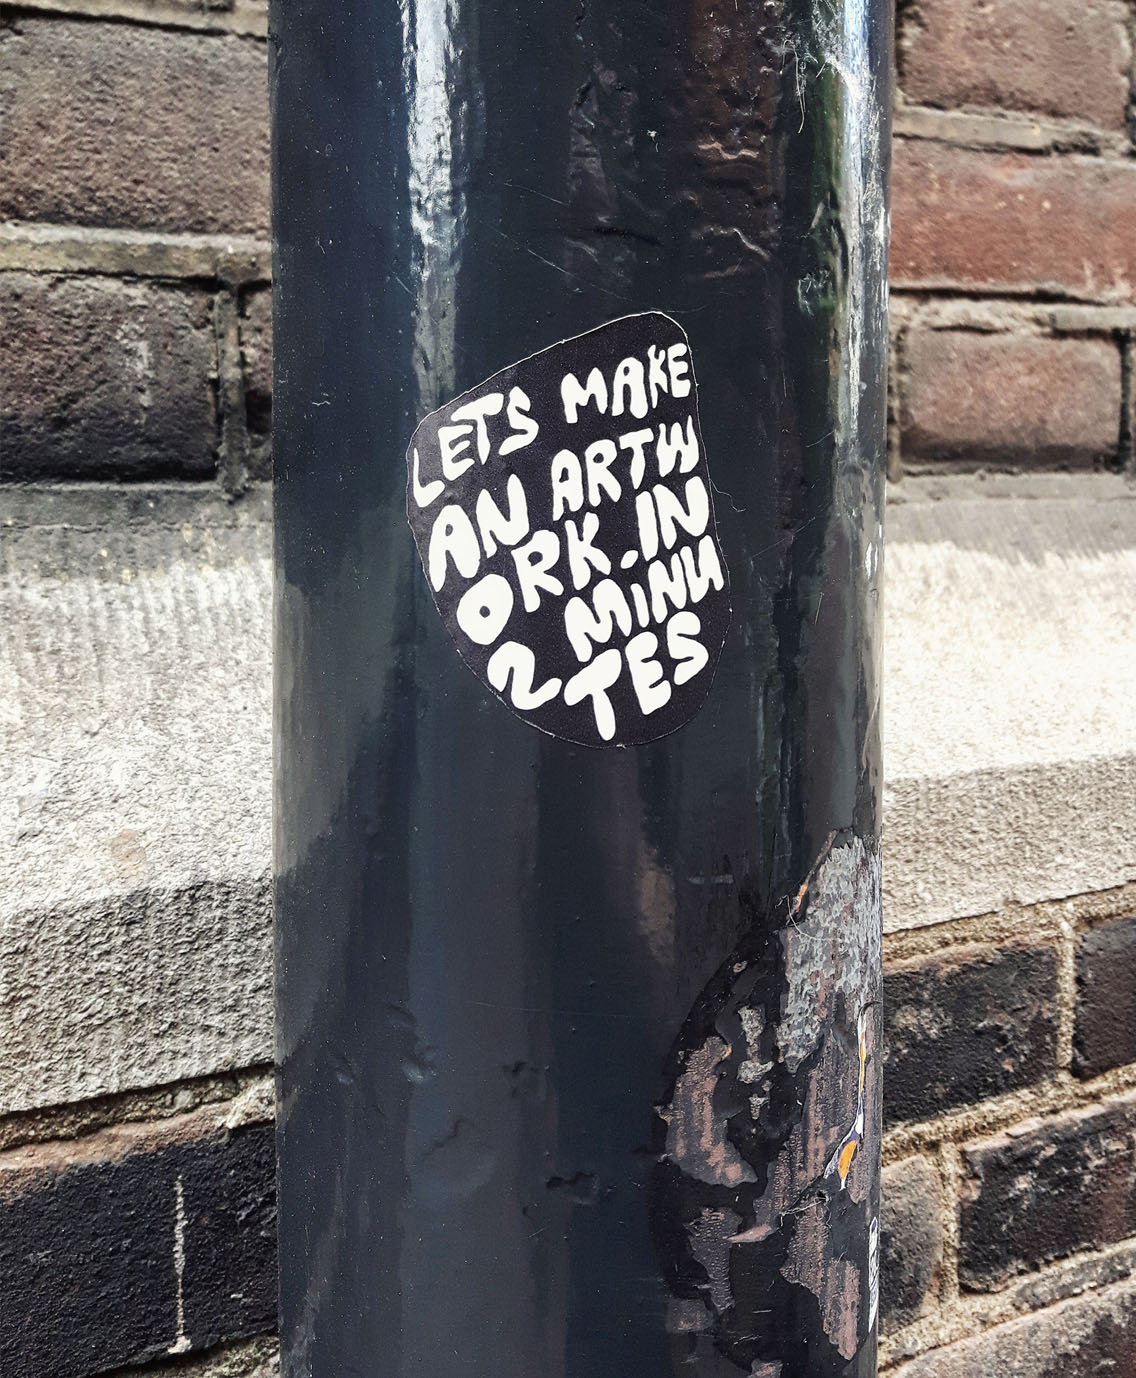 LETS MAKE
AN ARTW
ORK. IN
2 MiNU
TES